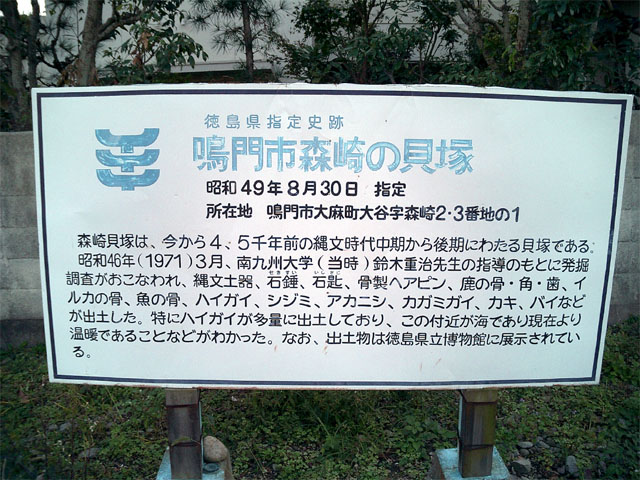 徳島県指定史跡
鳴門市森崎の貝塚
昭和49年8月30日 指定
所在地 鳴門市大麻町大谷字森崎2・3番地の1
森崎貝塚は、今から4、5千年前の縄文時代中期から後期にわたる貝塚である。
昭和46年(1971)3月、南九州大学(当時)鈴木重治先生の指導のもとに発掘
調査がおこなわれ、縄文土器、石錘、石匙、骨製ヘアピン、鹿の骨・角・歯、イ
ルカの骨、魚の骨、ハイガイ、シジミ、アカニシ、カガミガイ、カキ、バイなど
が出土した。特にハイガイが多量に出土しており、この付近が海であり現在より
温暖であることなどがわかった。なお、出土物は徳島県立博物館に展示されてい
る。